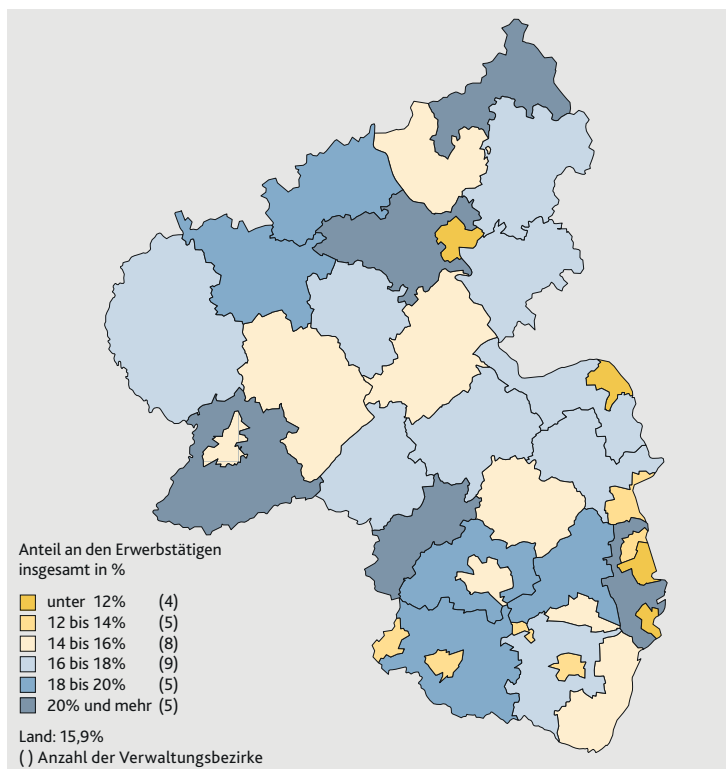 Anteil an den Erwerbstätigen
insgesamt in %
unter 12% (4)
12 bis 14% (5)
14 bis 16% (8)
16 bis 18% (9)
18 bis 20% (5)
20% und mehr (5)
Land: 15,9%
( ) Anzahl der Verwaltungsbezirke